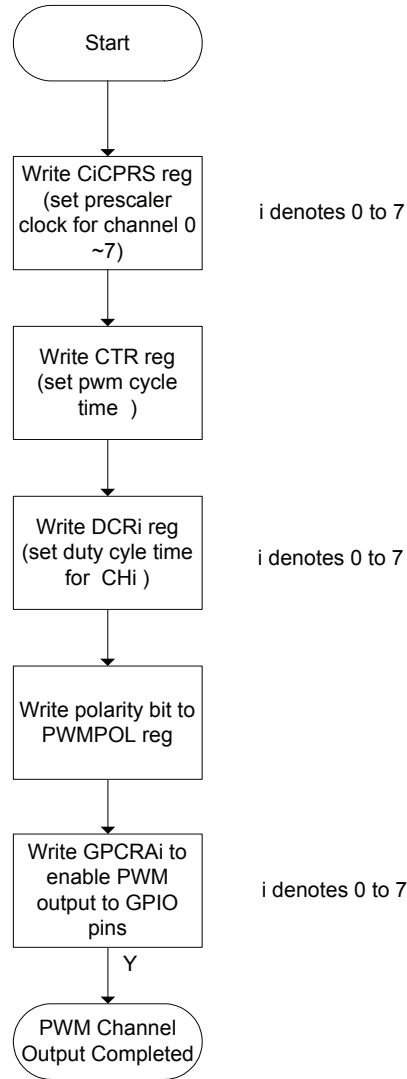 Start
Write CiCPRS reg
(set prescaler
clock for channel 0
~7)
i denotes 0 to 7
Write CTR reg
(set pwm cycle
time  )
Write DCRi reg
(set duty cyle time
for  CHi )
i denotes 0 to 7
Write polarity bit to
PWMPOL reg
Write GPCRAi to
enable PWM
output to GPIO
pins
i denotes 0 to 7
Y
PWM Channel
Output Completed